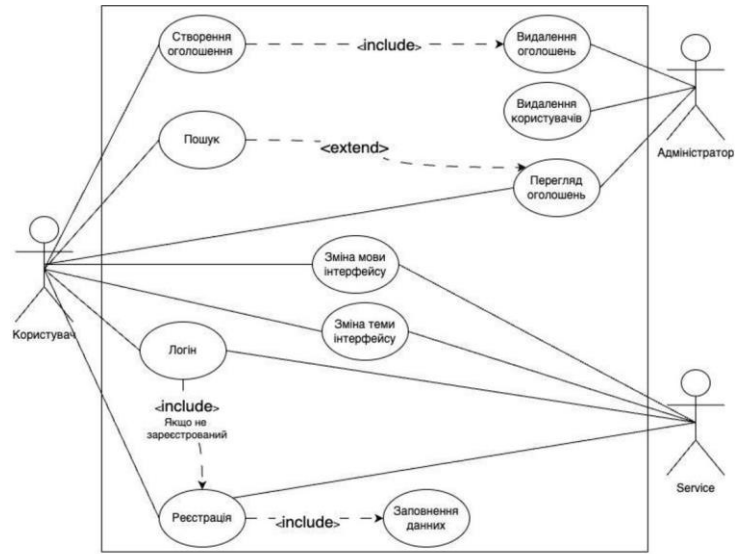 Створення
оголошення
<include>
Видалення
оголошень
Видалення
користувачів
Адміністратор
Пошук
<extend>
Перегляд
оголошень
Зміна мови
інтерфейсу
Користувач
Зміна теми
інтерфейсу
Логін
<include>
Якщо не
зареєстрований
Service
Реєстрація
<include>
Заповнення
данних